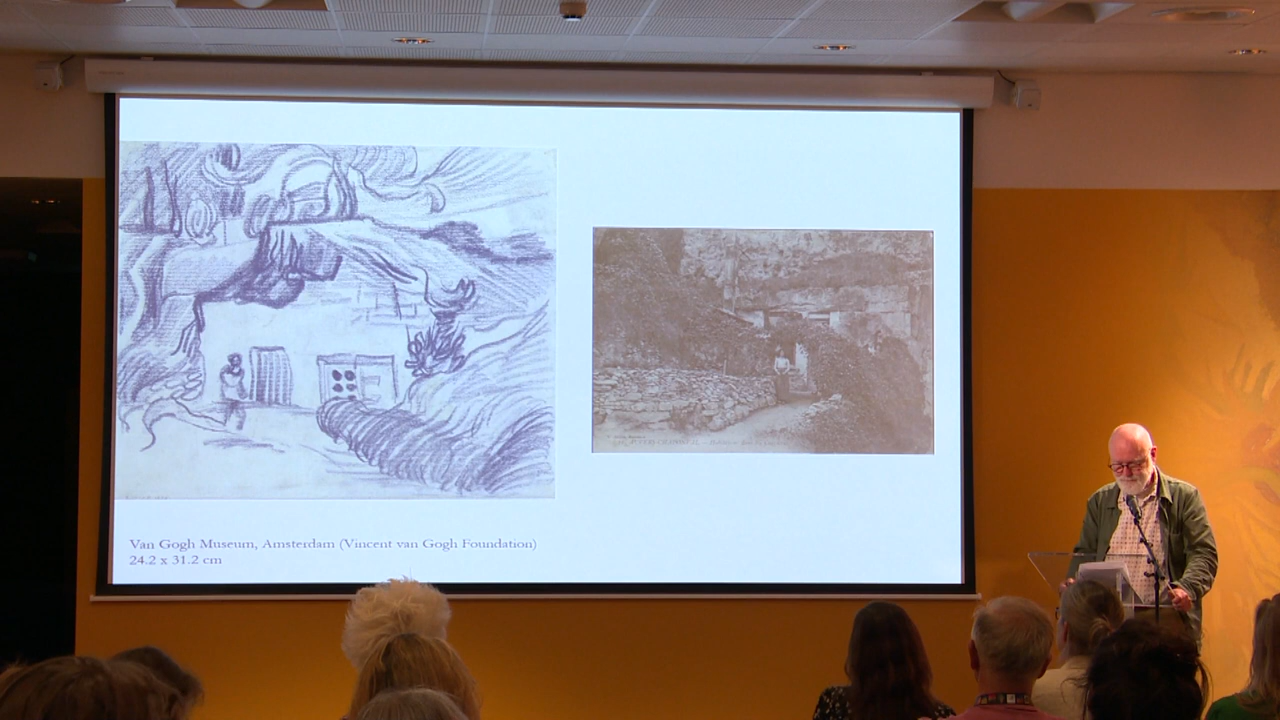 Van Gogh Museum, Amsterdam (Vincent van Gogh Foundation)
24.2 x 31.2 cm